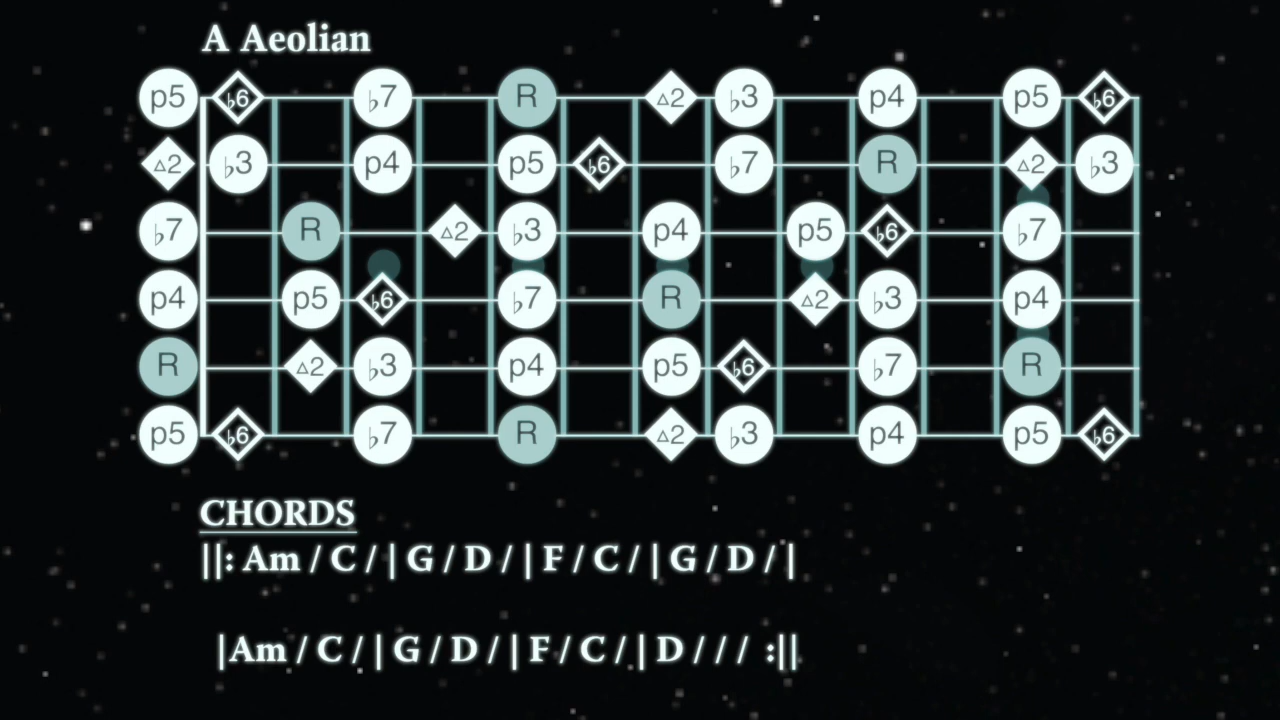 A Aeolian
p5 ♭6 ♭7 R △2 ♭3 p4 p5 ♭6
△2 ♭3 p4 p5 ♭6 ♭7 R △2 ♭3
♭7 R △2 ♭3 p4 p5 ♭6 ♭7
p4 p5 ♭6 ♭7 R △2 ♭3 p4
R △2 ♭3 p4 p5 ♭6 ♭7 R
p5 ♭6 ♭7 R △2 ♭3 p4 p5 ♭6
CHORDS
||: Am / C / | G / D / | F / C / | G / D / |
|Am / C / | G / D / | F / C / | D / / / :||